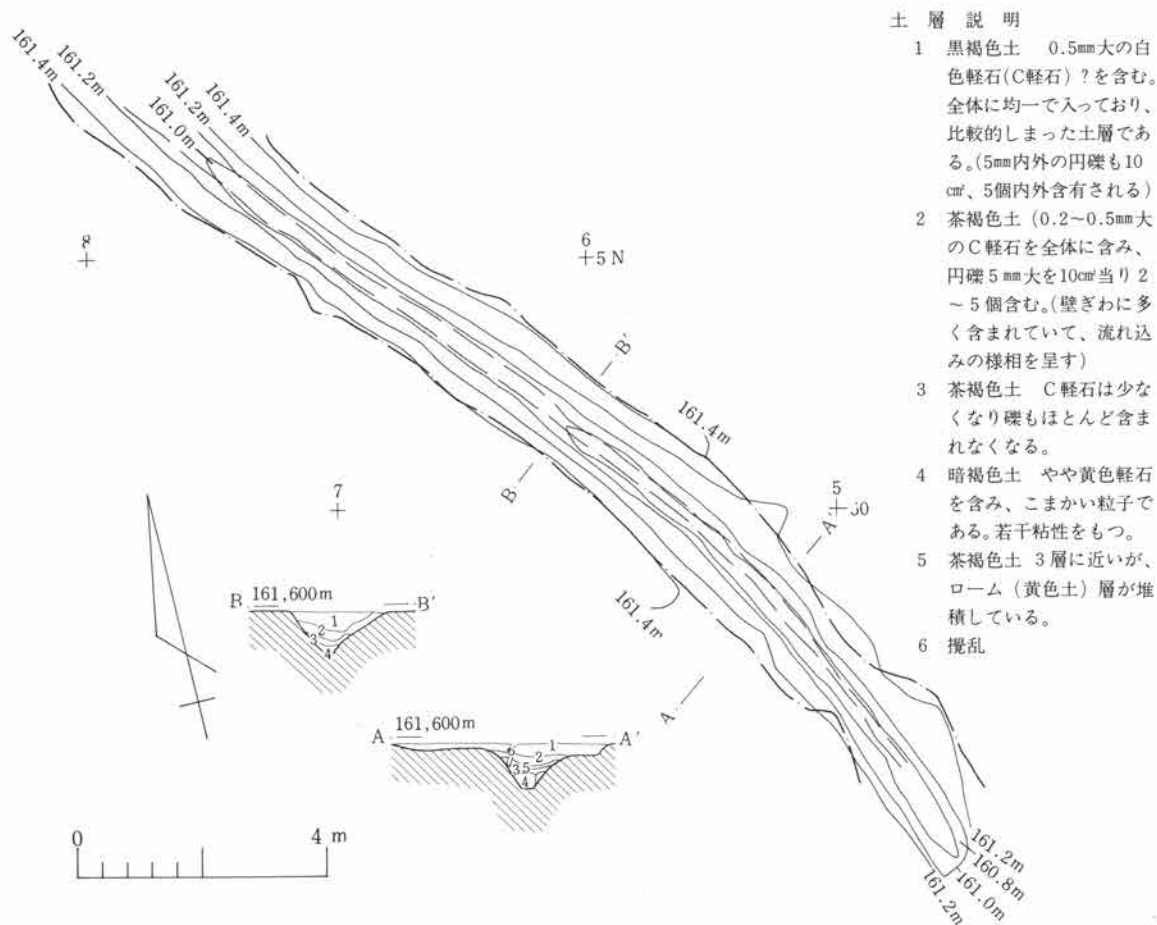 土層説明
1 黒褐色土 0.5mm大の白
色軽石(C軽石)?を含む。
全体に均一で入っており、
比較的しまった土層であ
る。(5mm内外の円礫も10
c㎡、5個内外含有される)
2 茶褐色土 (0.2~0.5mm大
のC軽石を全体に含み、
円礫5mm大を10c㎡当り2
~5個含む。(壁ぎわに多
く含まれていて、流れ込
みの様相を呈す)
3 茶褐色土 C軽石は少な
くなり礫もほとんど含ま
れなくなる。
4 暗褐色土 やや黄色軽石
を含み、こまかい粒子で
ある。若干粘性をもつ。
5 茶褐色土 3層に近いが、
ローム(黄色土)層が堆
積している。
6 攪乱
161.4m
161.2m
161.0m
161.2m
161.4m
8
6
5N
B'
161.4m
B
5
A'
7
161.4m
A
B 161,600m B'
1
2
3
4
A 161,600m A'
1
2
3
5
4
0 4m
161.2m
160.8m
161.0m
161.2m